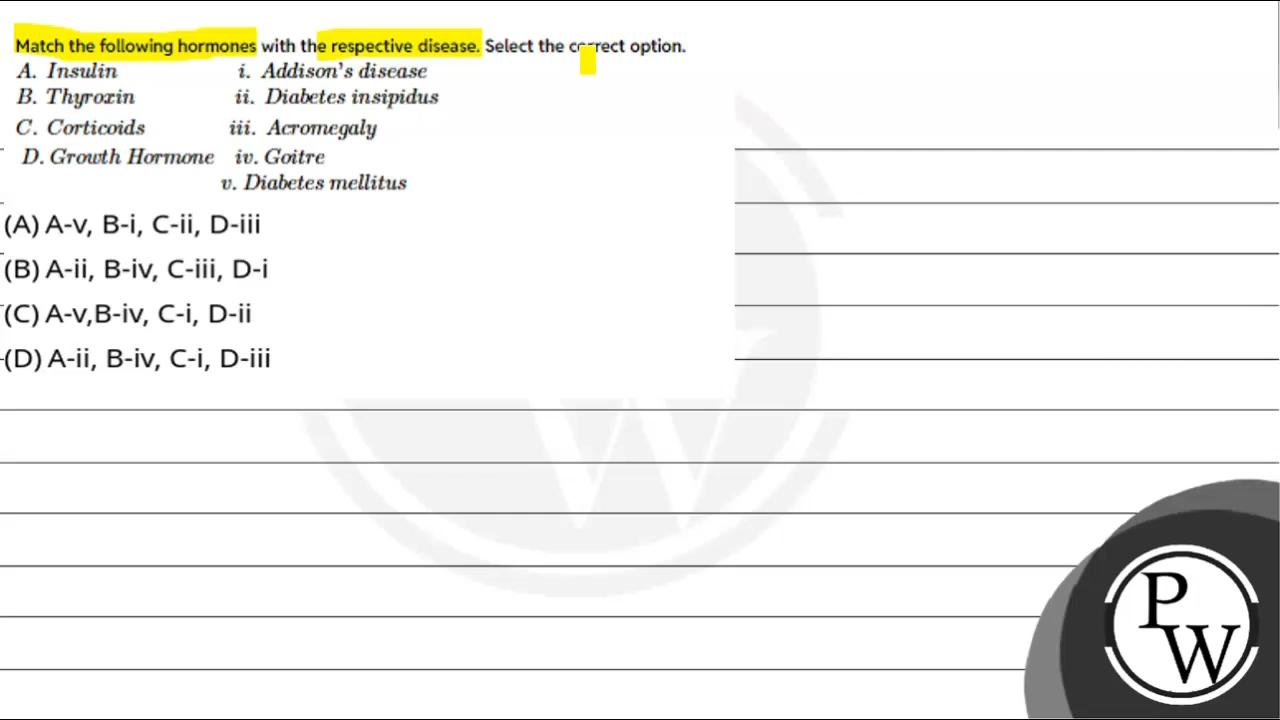 Match the following hormones with the respective disease. Select the correct option.
A. Insulin i. Addison's disease
B. Thyroxin ii. Diabetes insipidus
C. Corticoids iii. Acromegaly
D. Growth Hormone iv. Goitre
v. Diabetes mellitus
(A) A-v, B-i, C-ii, D-iii
(B) A-ii, B-iv, C-iii, D-i
(C) A-v,B-iv, C-i, D-ii
(D) A-ii, B-iv, C-i, D-iii
P
W